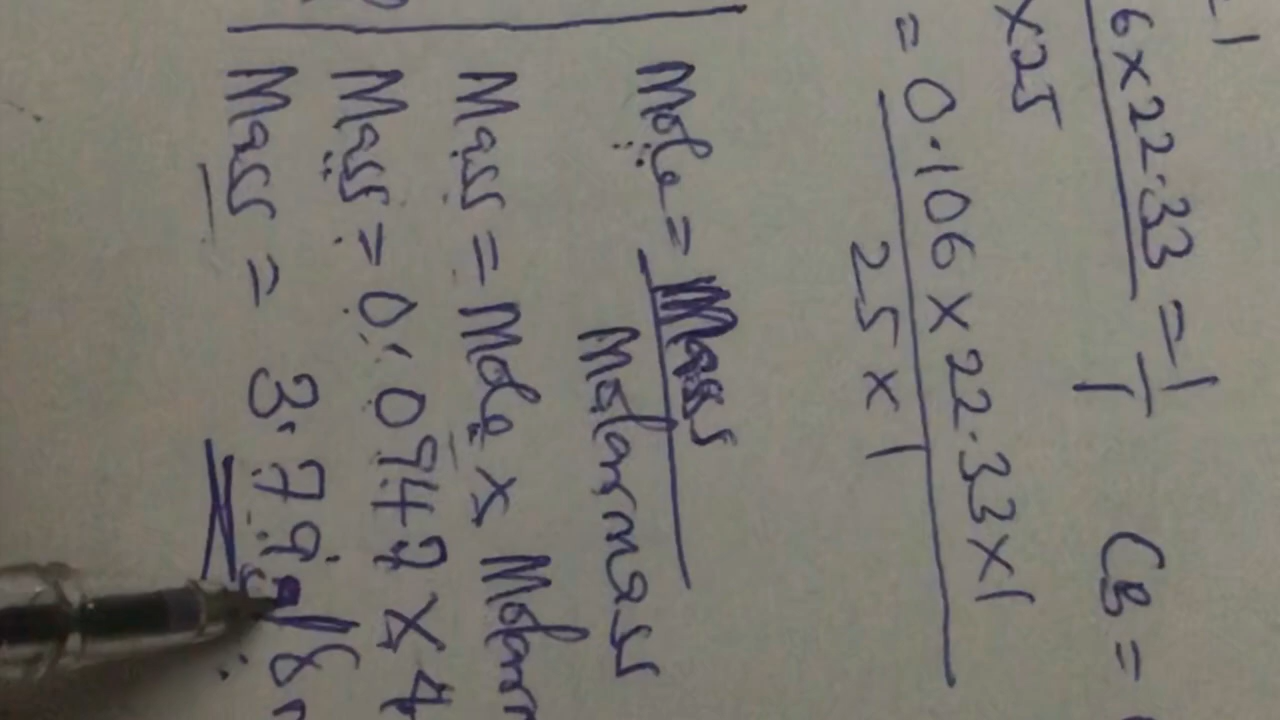 6 × 22.33 = 1/1 CB =
× 25
= 0.106 × 22.33 × 1
25 × 1
Mole = Mass
Molarmass
Mass = Mole × Molarm
Mass = 0.0947 × 4
Mass = 3.79